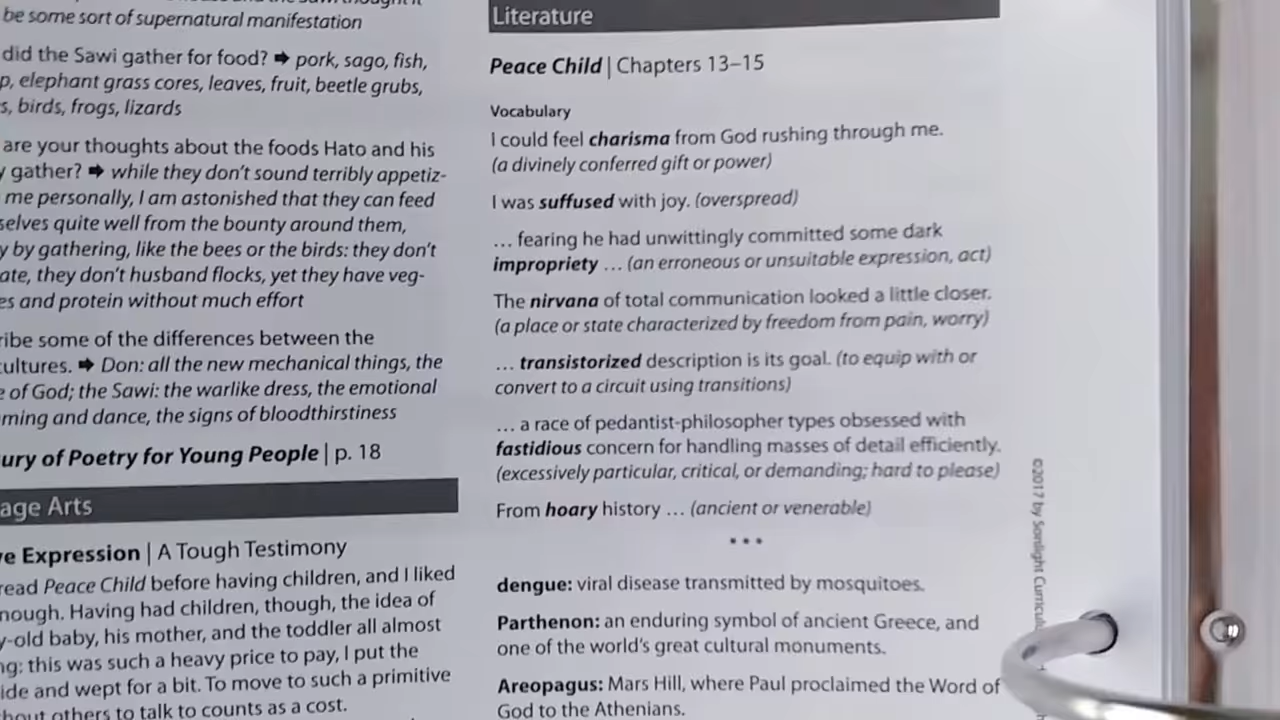 be some sort of supernatural manifestation
did the Sawi gather for food? ➡ pork, sago, fish,
elephant grass cores, leaves, fruit, beetle grubs,
birds, frogs, lizards
are your thoughts about the foods Hato and his
gather? ➡ while they don't sound terribly appetiz-
me personally, I am astonished that they can feed
selves quite well from the bounty around them,
by gathering, like the bees or the birds: they don't
ate, they don't husband flocks, yet they have veg-
es and protein without much effort
ribe some of the differences between the
cultures. ➡ Don: all the new mechanical things, the
of God; the Sawi: the warlike dress, the emotional
ming and dance, the signs of bloodthirstiness
ury of Poetry for Young People | p. 18
age Arts
ve Expression | A Tough Testimony
read Peace Child before having children, and I liked
nough. Having had children, though, the idea of
y-old baby, his mother, and the toddler all almost
ng: this was such a heavy price to pay, I put the
ide and wept for a bit. To move to such a primitive
hout others to talk to counts as a cost.
Literature
Peace Child | Chapters 13–15
Vocabulary
I could feel charisma from God rushing through me.
(a divinely conferred gift or power)
I was suffused with joy. (overspread)
… fearing he had unwittingly committed some dark
impropriety … (an erroneous or unsuitable expression, act)
The nirvana of total communication looked a little closer.
(a place or state characterized by freedom from pain, worry)
… transistorized description is its goal. (to equip with or
convert to a circuit using transitions)
… a race of pedantist-philosopher types obsessed with
fastidious concern for handling masses of detail efficiently.
(excessively particular, critical, or demanding; hard to please)
From hoary history … (ancient or venerable)
• • •
dengue: viral disease transmitted by mosquitoes.
Parthenon: an enduring symbol of ancient Greece, and
one of the world's great cultural monuments.
Areopagus: Mars Hill, where Paul proclaimed the Word of
God to the Athenians.
©2017 by Sonlight